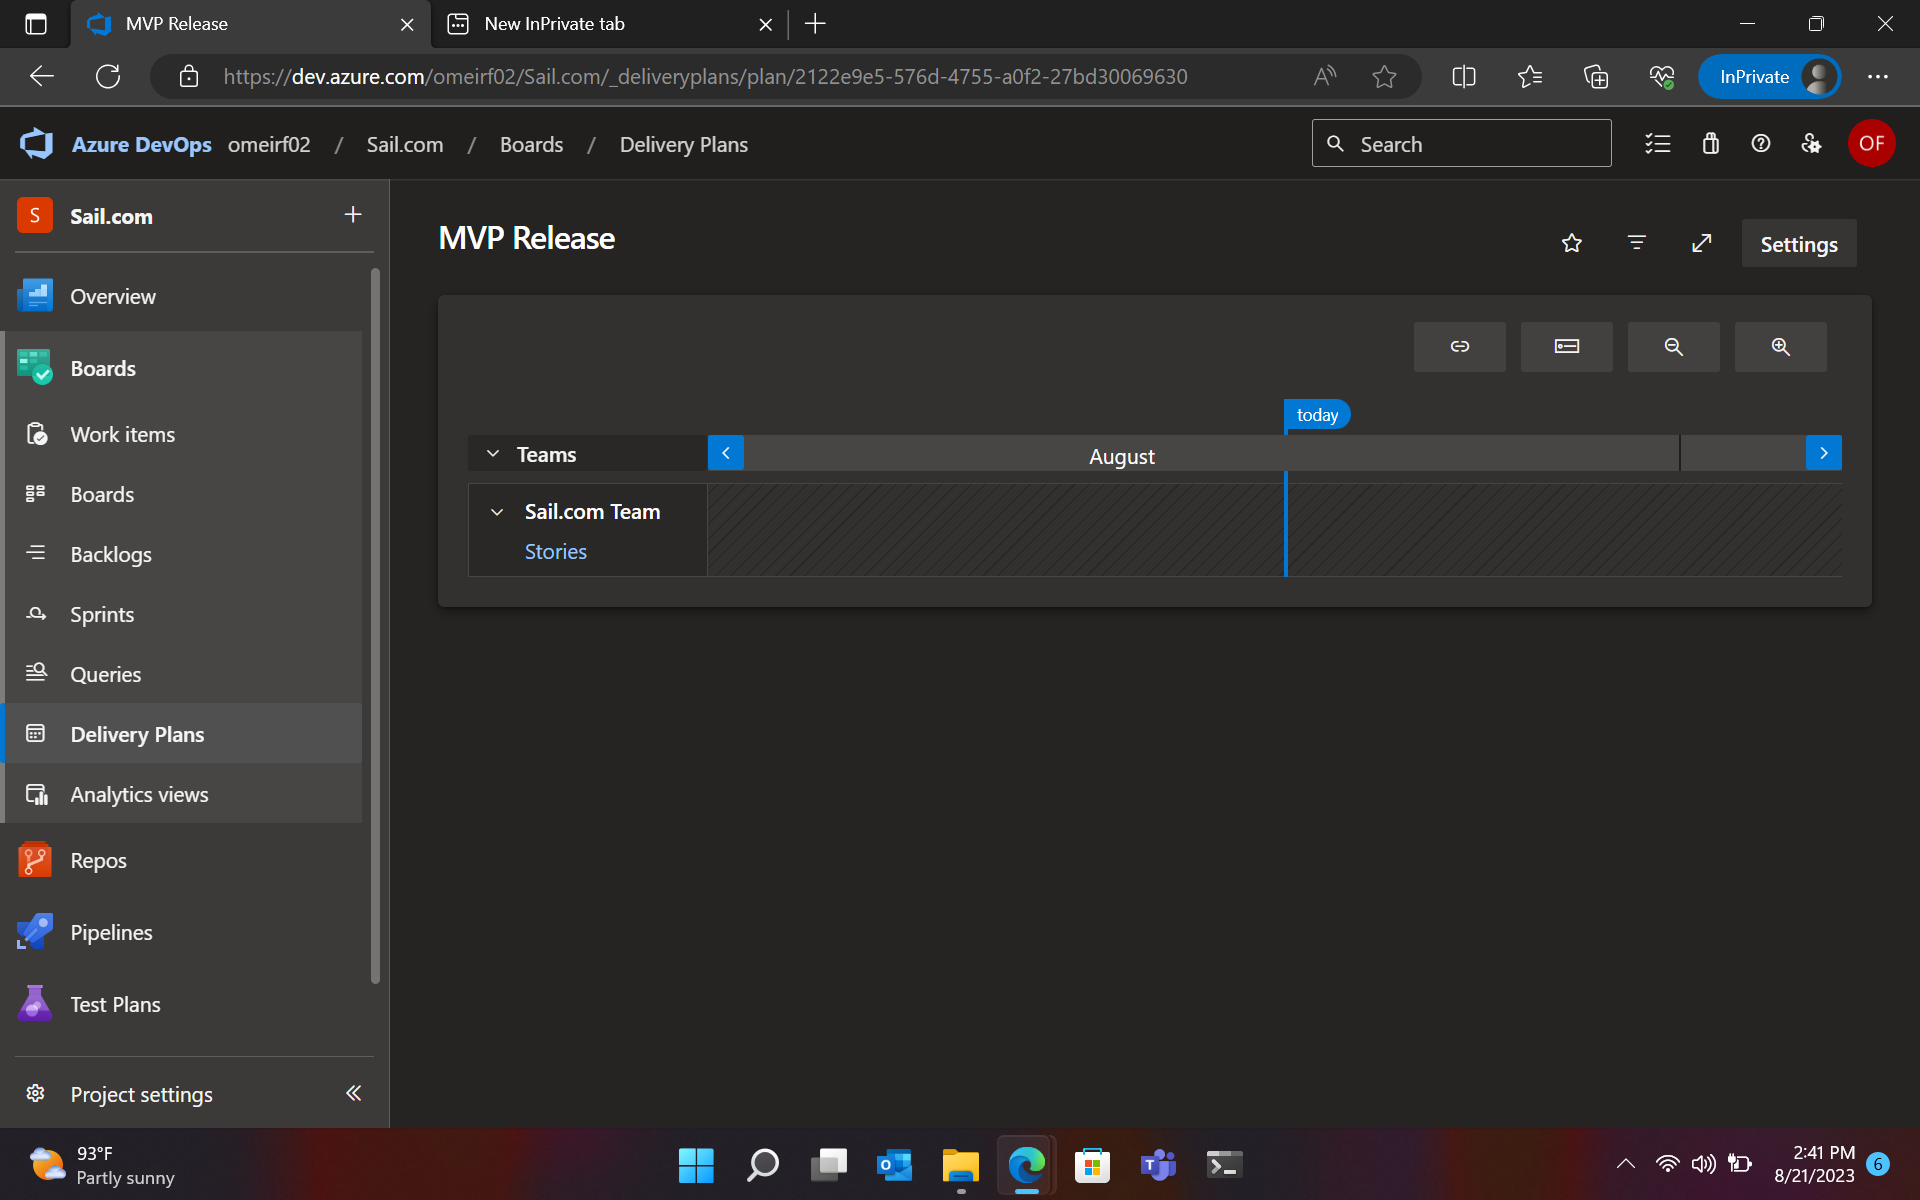 MVP Release
New InPrivate tab
https://dev.azure.com/omeirf02/Sail.com/_deliveryplans/plan/2122e9e5-576d-4755-a0f2-27bd30069630
InPrivate
Azure DevOps omeirf02 / Sail.com / Boards / Delivery Plans
Search
OF
S Sail.com
Overview
Boards
Work items
Boards
Backlogs
Sprints
Queries
Delivery Plans
Analytics views
Repos
Pipelines
Test Plans
Project settings
MVP Release
Settings
today
Teams
August
Sail.com Team
Stories
93°F
Partly sunny
2:41 PM
8/21/2023
6